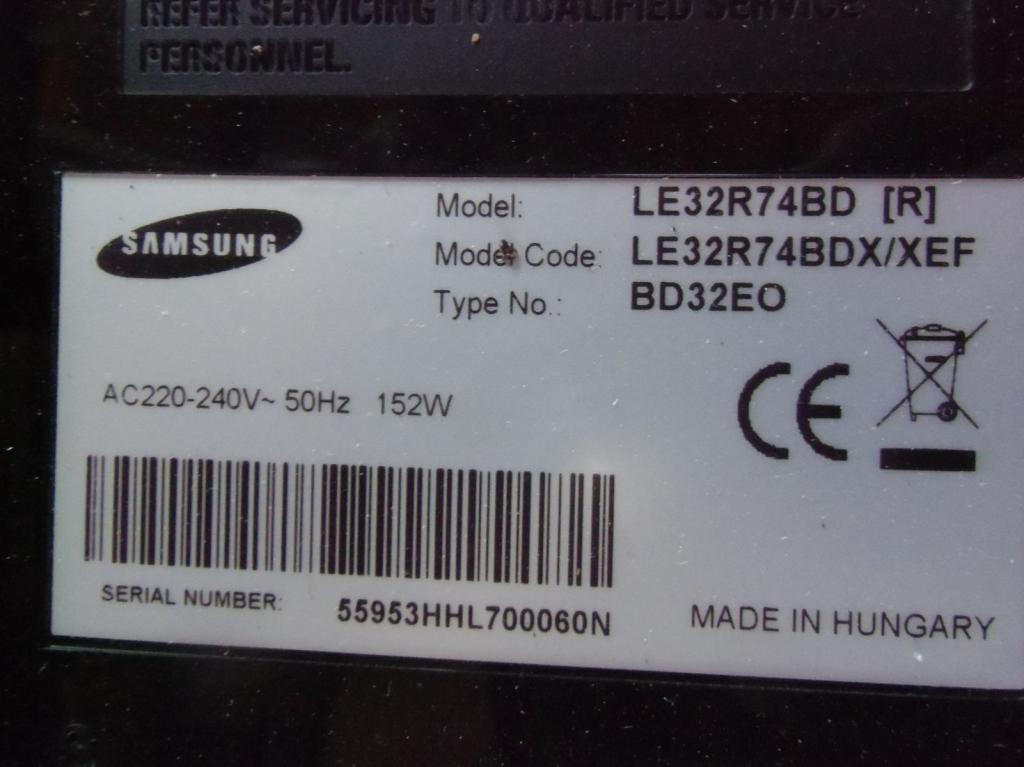 REFER SERVICING TO QUALIFIED SERVICE
PERSONNEL.
SAMSUNG
Model: LE32R74BD [R]
Model Code: LE32R74BDX/XEF
Type No.: BD32EO
AC220-240V~ 50Hz 152W
CE
SERIAL NUMBER: 55953HHL700060N
MADE IN HUNGARY